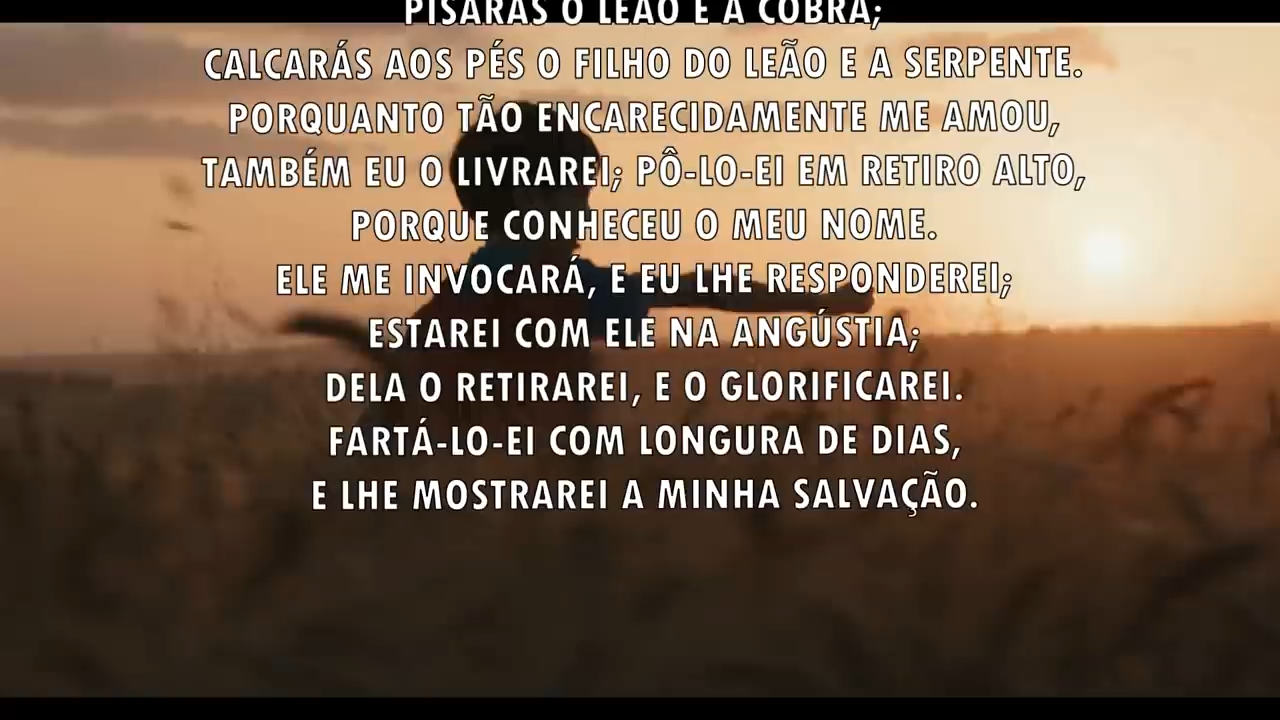 PISARÁS O LEÃO E A COBRA;
CALCARÁS AOS PÉS O FILHO DO LEÃO E A SERPENTE.
PORQUANTO TÃO ENCARECIDAMENTE ME AMOU,
TAMBÉM EU O LIVRAREI; PÔ-LO-EI EM RETIRO ALTO,
PORQUE CONHECEU O MEU NOME.
ELE ME INVOCARÁ, E EU LHE RESPONDEREI;
ESTAREI COM ELE NA ANGÚSTIA;
DELA O RETIRAREI, E O GLORIFICAREI.
FARTÁ-LO-EI COM LONGURA DE DIAS,
E LHE MOSTRAREI A MINHA SALVAÇÃO.